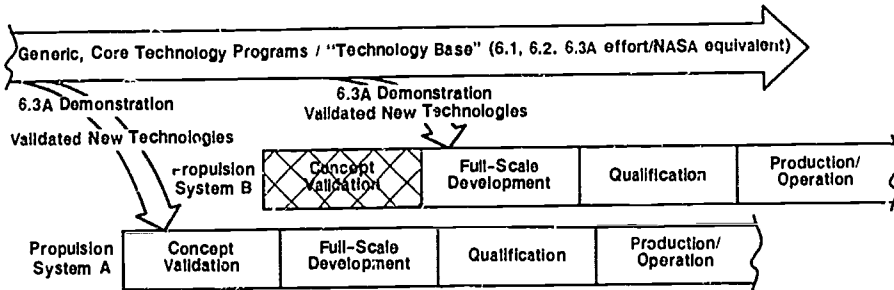 Generic, Core Technology Programs / "Technology Base" (6.1, 6.2. 6.3A effort/NASA equivalent)
6.3A Demonstration
Validated New Technologies
6.3A Demonstration
Validated New Technologies
Propulsion
System B
Concept
Validation
Full-Scale
Development
Qualification
Production/
Operation
Propulsion
System A
Concept
Validation
Full-Scale
Development
Qualification
Production/
Operation